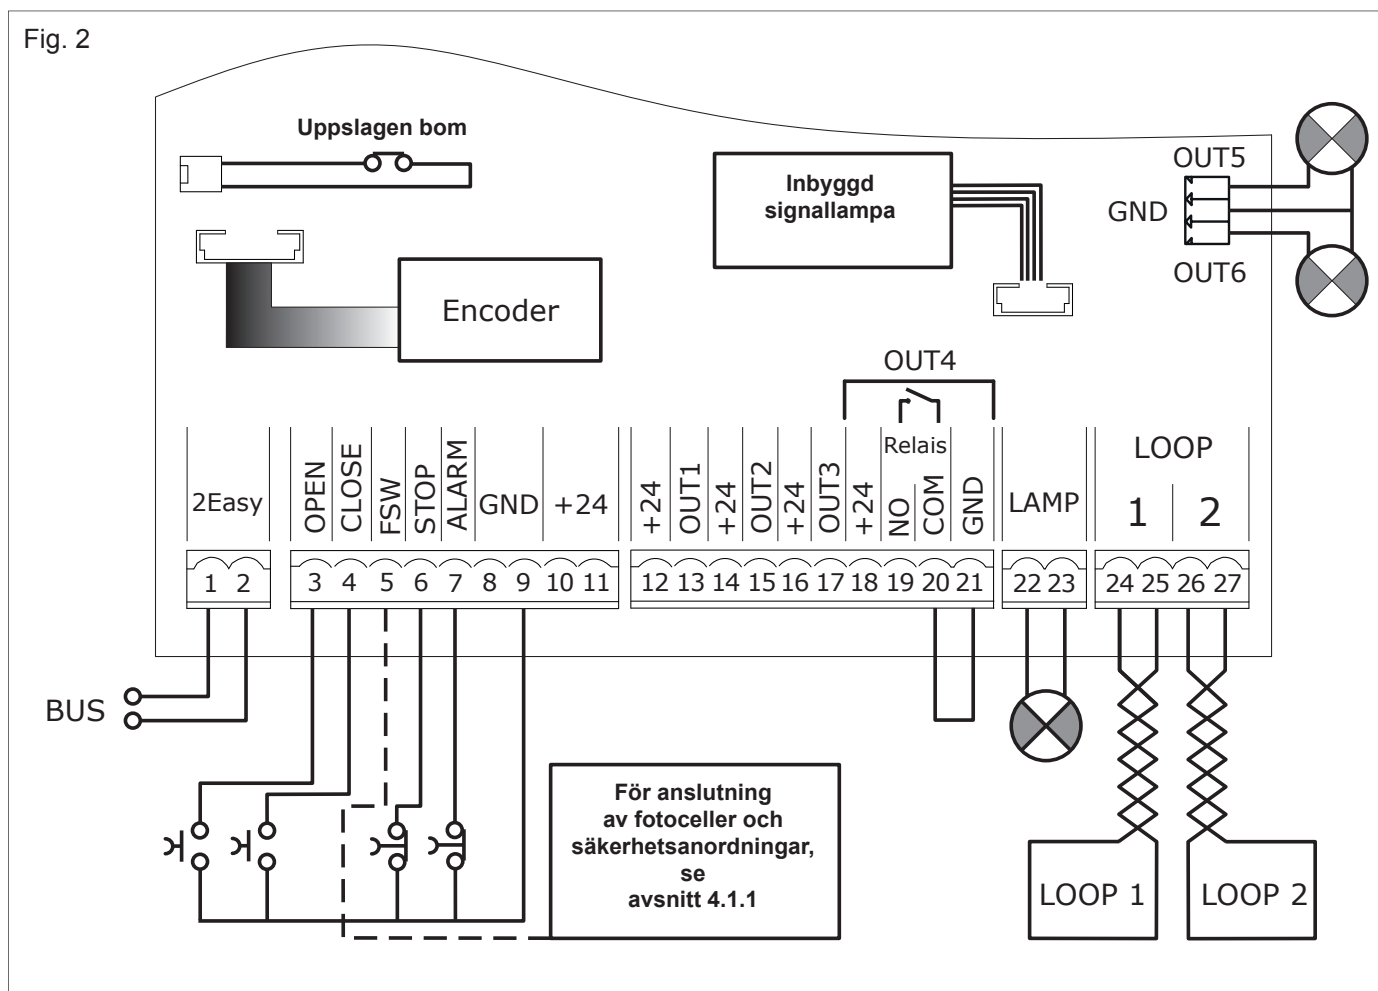 Fig. 2
Uppslagen bom
Inbyggd
signallampa
OUT5
GND
OUT6
Encoder
OUT4
Relais
2Easy
OPEN
CLOSE
FSW
STOP
ALARM
GND
+24
+24
OUT1
+24
OUT2
+24
OUT3
+24
NO
COM
GND
LAMP
LOOP
1 2
1 2 3 4 5 6 7 8 9 10 11 12 13 14 15 16 17 18 19 20 21 22 23 24 25 26 27
BUS
För anslutning
av fotoceller och
säkerhetsanordningar,
se
avsnitt 4.1.1
LOOP 1
LOOP 2